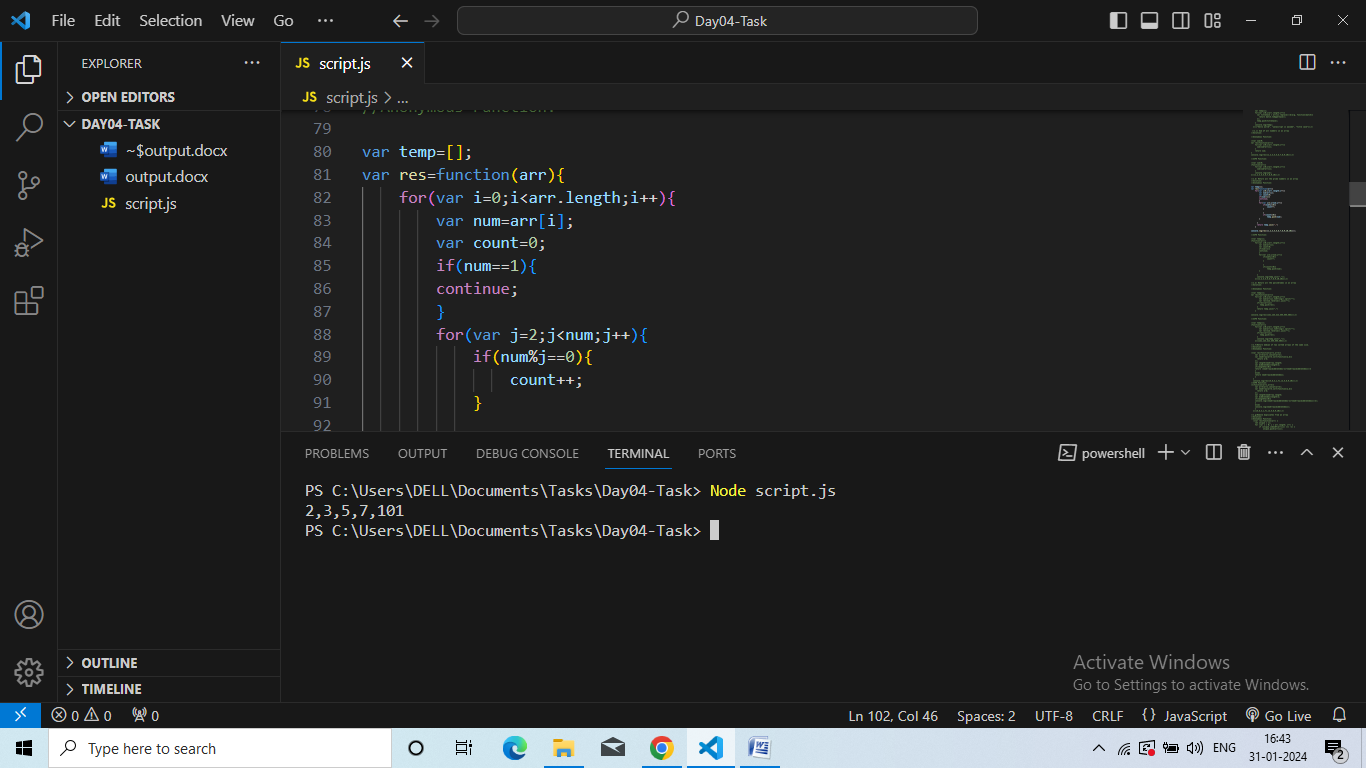 File Edit Selection View Go ··· Day04-Task
EXPLORER ···
OPEN EDITORS
DAY04-TASK
~$output.docx
output.docx
JS script.js
OUTLINE
TIMELINE
JS script.js
JS script.js > ...
79
80 var temp=[];
81 var res=function(arr){
82 for(var i=0;i<arr.length;i++){
83 var num=arr[i];
84 var count=0;
85 if(num==1){
86 continue;
87 }
88 for(var j=2;j<num;j++){
89 if(num%j==0){
90 count++;
91 }
92
PROBLEMS OUTPUT DEBUG CONSOLE TERMINAL PORTS powershell
PS C:\Users\DELL\Documents\Tasks\Day04-Task> Node script.js
2,3,5,7,101
PS C:\Users\DELL\Documents\Tasks\Day04-Task>
Activate Windows
Go to Settings to activate Windows.
0 0 0 Ln 102, Col 46 Spaces: 2 UTF-8 CRLF {} JavaScript Go Live
Type here to search ENG 16:43
31-01-2024 2